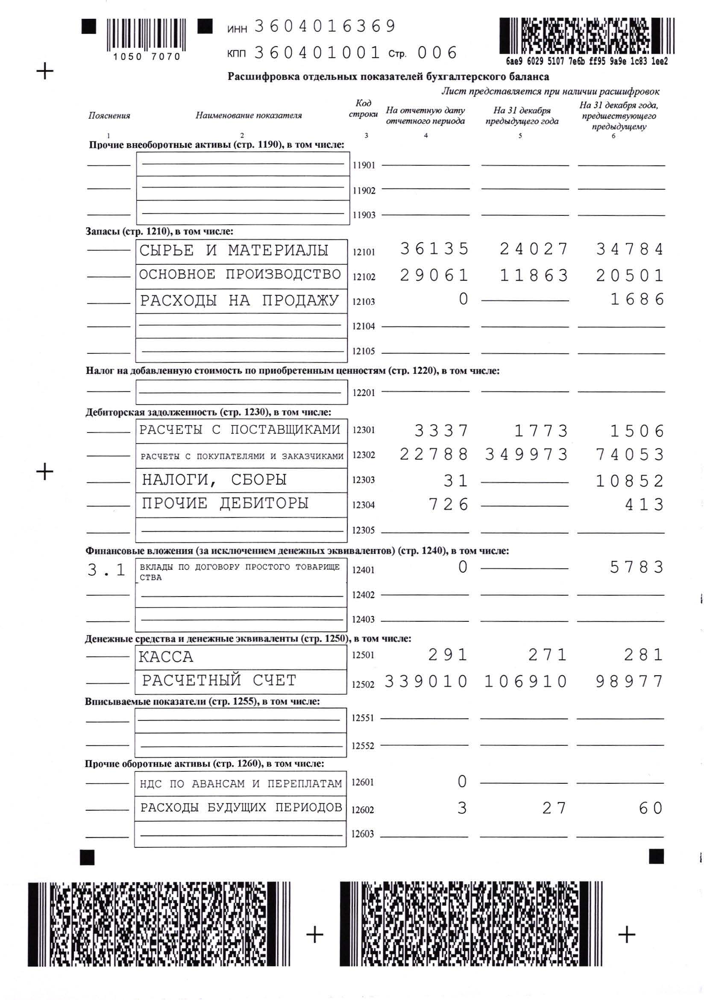 ИНН 3604016369
1050 7070
КПП 360401001 Стр. 006
6ae9 6029 5107 7e6b ff95 9a9e 1c83 1ee2
Расшифровка отдельных показателей бухгалтерского баланса
Лист представляется при наличии расшифровок
Пояснения Наименование показателя Код строки На отчетную дату отчетного периода На 31 декабря предыдущего года На 31 декабря года, предшествующего предыдущему
1 2 3 4 5 6
Прочие внеоборотные активы (стр. 1190), в том числе:
11901
11902
11903
Запасы (стр. 1210), в том числе:
СЫРЬЕ И МАТЕРИАЛЫ 12101 36135 24027 34784
ОСНОВНОЕ ПРОИЗВОДСТВО 12102 29061 11863 20501
РАСХОДЫ НА ПРОДАЖУ 12103 0 1686
12104
12105
Налог на добавленную стоимость по приобретенным ценностям (стр. 1220), в том числе:
12201
Дебиторская задолженность (стр. 1230), в том числе:
РАСЧЕТЫ С ПОСТАВЩИКАМИ 12301 3337 1773 1506
РАСЧЕТЫ С ПОКУПАТЕЛЯМИ И ЗАКАЗЧИКАМИ 12302 22788 349973 74053
НАЛОГИ, СБОРЫ 12303 31 10852
ПРОЧИЕ ДЕБИТОРЫ 12304 726 413
12305
Финансовые вложения (за исключением денежных эквивалентов) (стр. 1240), в том числе:
3.1 ВКЛАДЫ ПО ДОГОВОРУ ПРОСТОГО ТОВАРИЩЕ 12401 0 5783
СТВА
12402
12403
Денежные средства и денежные эквиваленты (стр. 1250), в том числе:
КАССА 12501 291 271 281
РАСЧЕТНЫЙ СЧЕТ 12502 339010 106910 98977
Вписываемые показатели (стр. 1255), в том числе:
12551
12552
Прочие оборотные активы (стр. 1260), в том числе:
НДС ПО АВАНСАМ И ПЕРЕПЛАТАМ 12601 0
РАСХОДЫ БУДУЩИХ ПЕРИОДОВ 12602 3 27 60
12603